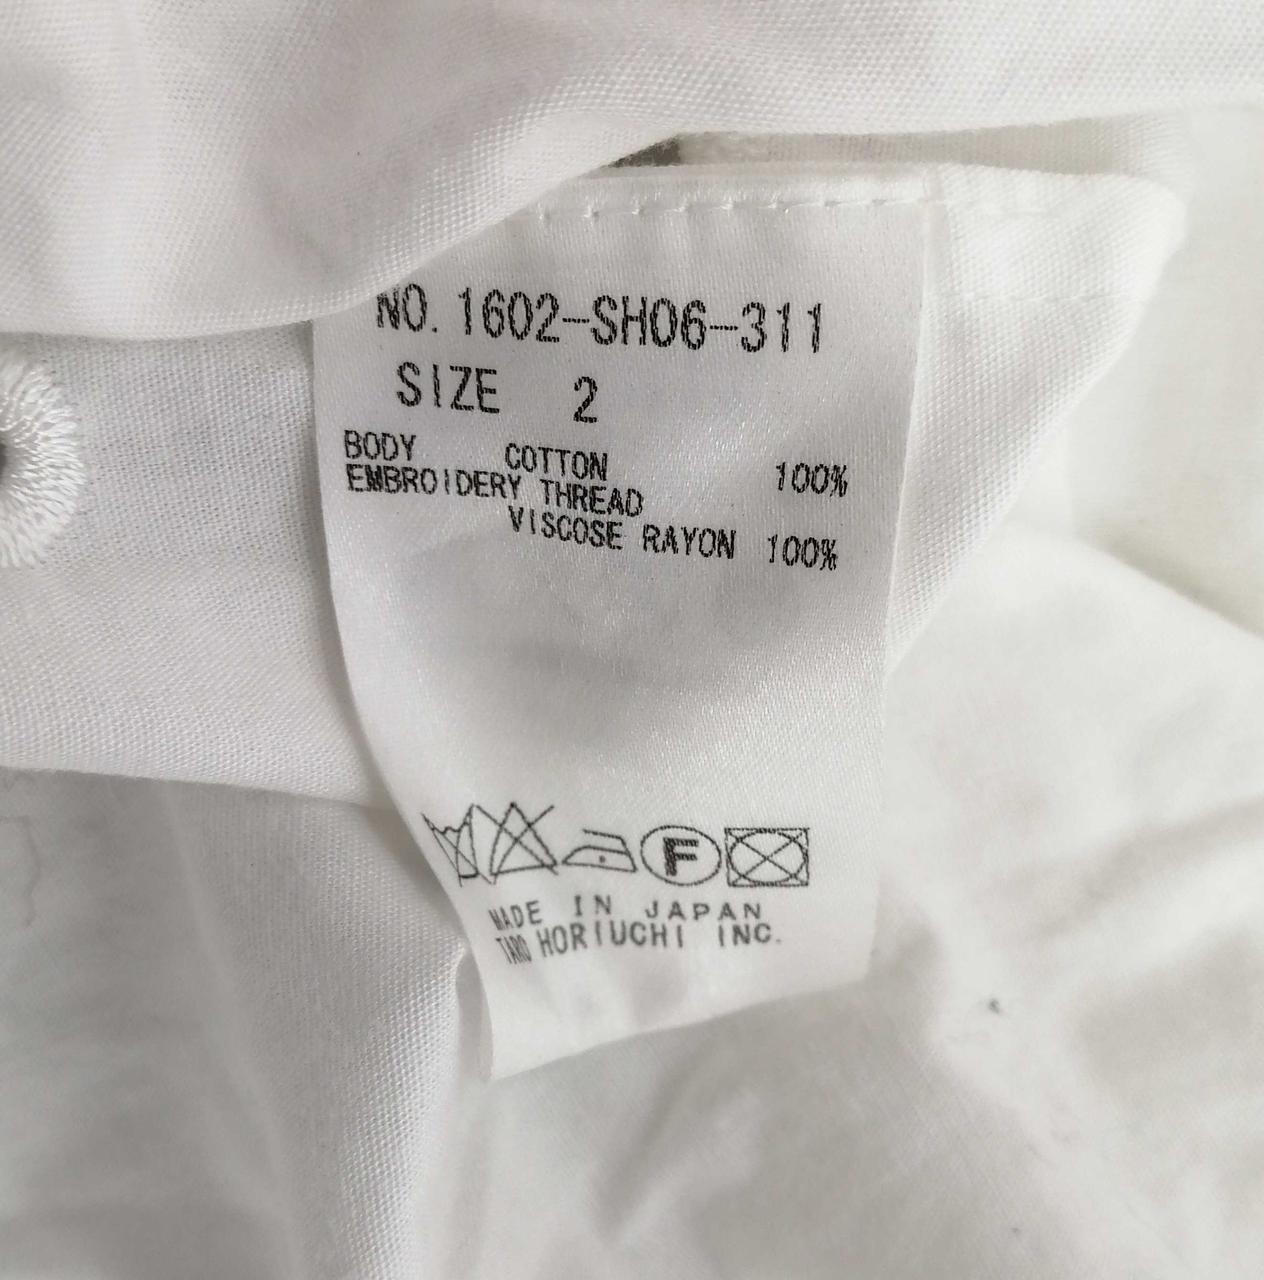 NO. 1602-SH06-311
SIZE 2
BODY COTTON 100%
EMBROIDERY THREAD
VISCOSE RAYON 100%
F
MADE IN JAPAN
TARO HORIUCHI INC.